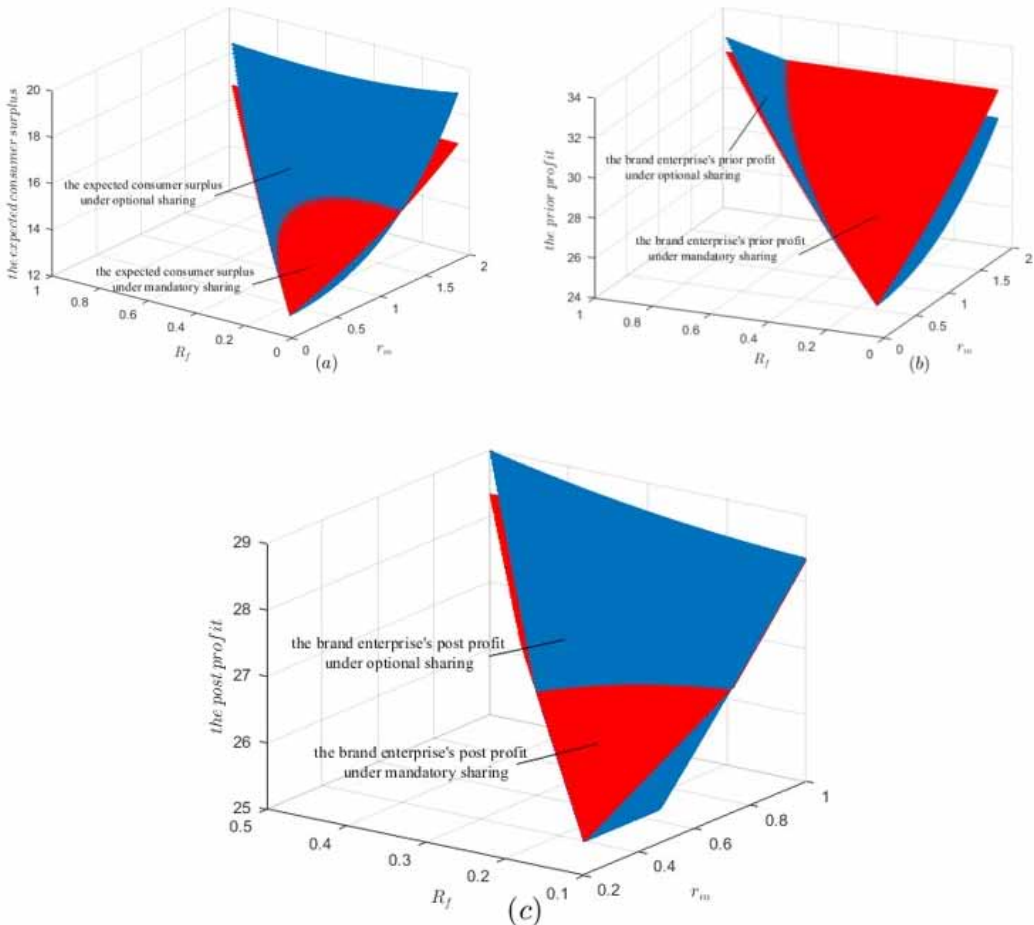 the expected consumer surplus
20
18
16
14
12
1
0.8
0.6
0.4
0.2
0
R_f
0
0.5
1
1.5
2
r_m
the expected consumer surplus
under optional sharing
the expected consumer surplus
under mandatory sharing
(a)
the prior profit
34
32
30
28
26
24
1
0.8
0.6
0.4
0.2
0
R_f
0
0.5
1
1.5
2
r_m
the brand enterprise's prior profit
under optional sharing
the brand enterprise's prior profit
under mandatory sharing
(b)
the post profit
29
28
27
26
25
0.5
0.4
0.3
0.2
0.1
R_f
0.2
0.4
0.6
0.8
1
r_m
the brand enterprise's post profit
under optional sharing
the brand enterprise's post profit
under mandatory sharing
(c)